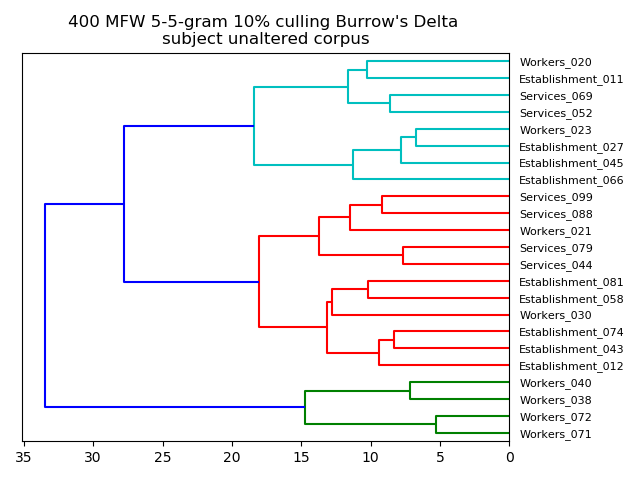 400 MFW 5-5-gram 10% culling Burrow's Delta
subject unaltered corpus
Workers_020
Establishment_011
Services_069
Services_052
Workers_023
Establishment_027
Establishment_045
Establishment_066
Services_099
Services_088
Workers_021
Services_079
Services_044
Establishment_081
Establishment_058
Workers_030
Establishment_074
Establishment_043
Establishment_012
Workers_040
Workers_038
Workers_072
Workers_071
35 30 25 20 15 10 5 0